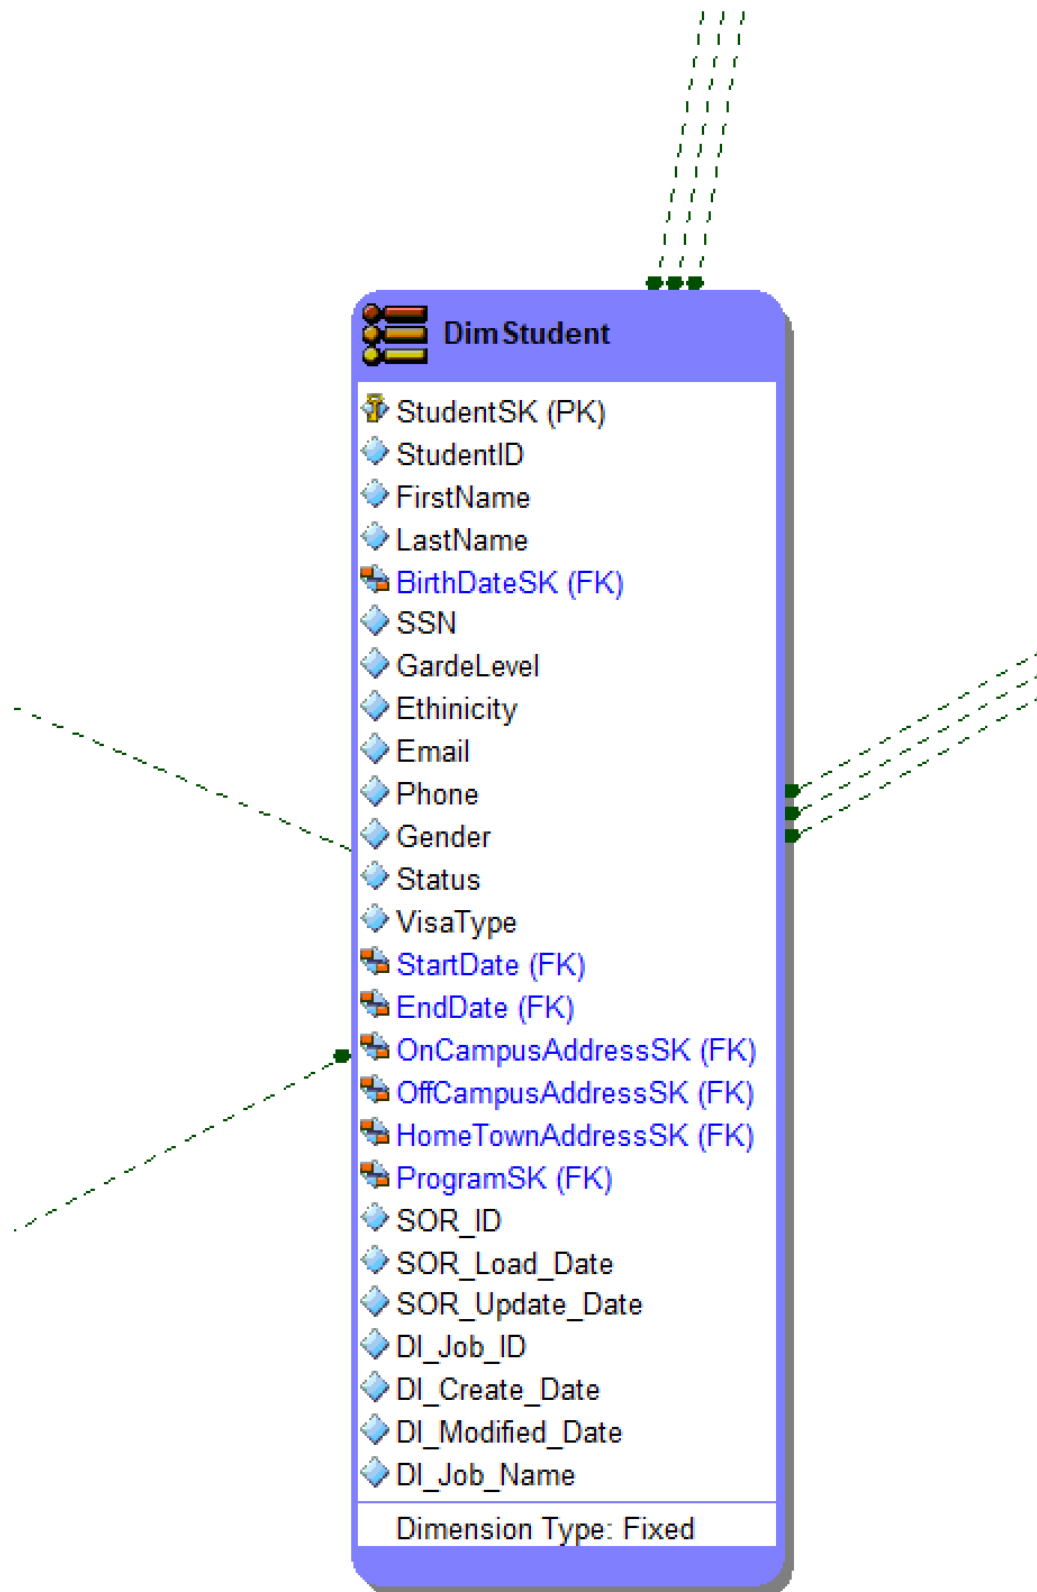 DimStudent
StudentSK (PK)
StudentID
FirstName
LastName
BirthDateSK (FK)
SSN
GardeLevel
Ethinicity
Email
Phone
Gender
Status
VisaType
StartDate (FK)
EndDate (FK)
OnCampusAddressSK (FK)
OffCampusAddressSK (FK)
HomeTownAddressSK (FK)
ProgramSK (FK)
SOR_ID
SOR_Load_Date
SOR_Update_Date
DI_Job_ID
DI_Create_Date
DI_Modified_Date
DI_Job_Name
Dimension Type: Fixed